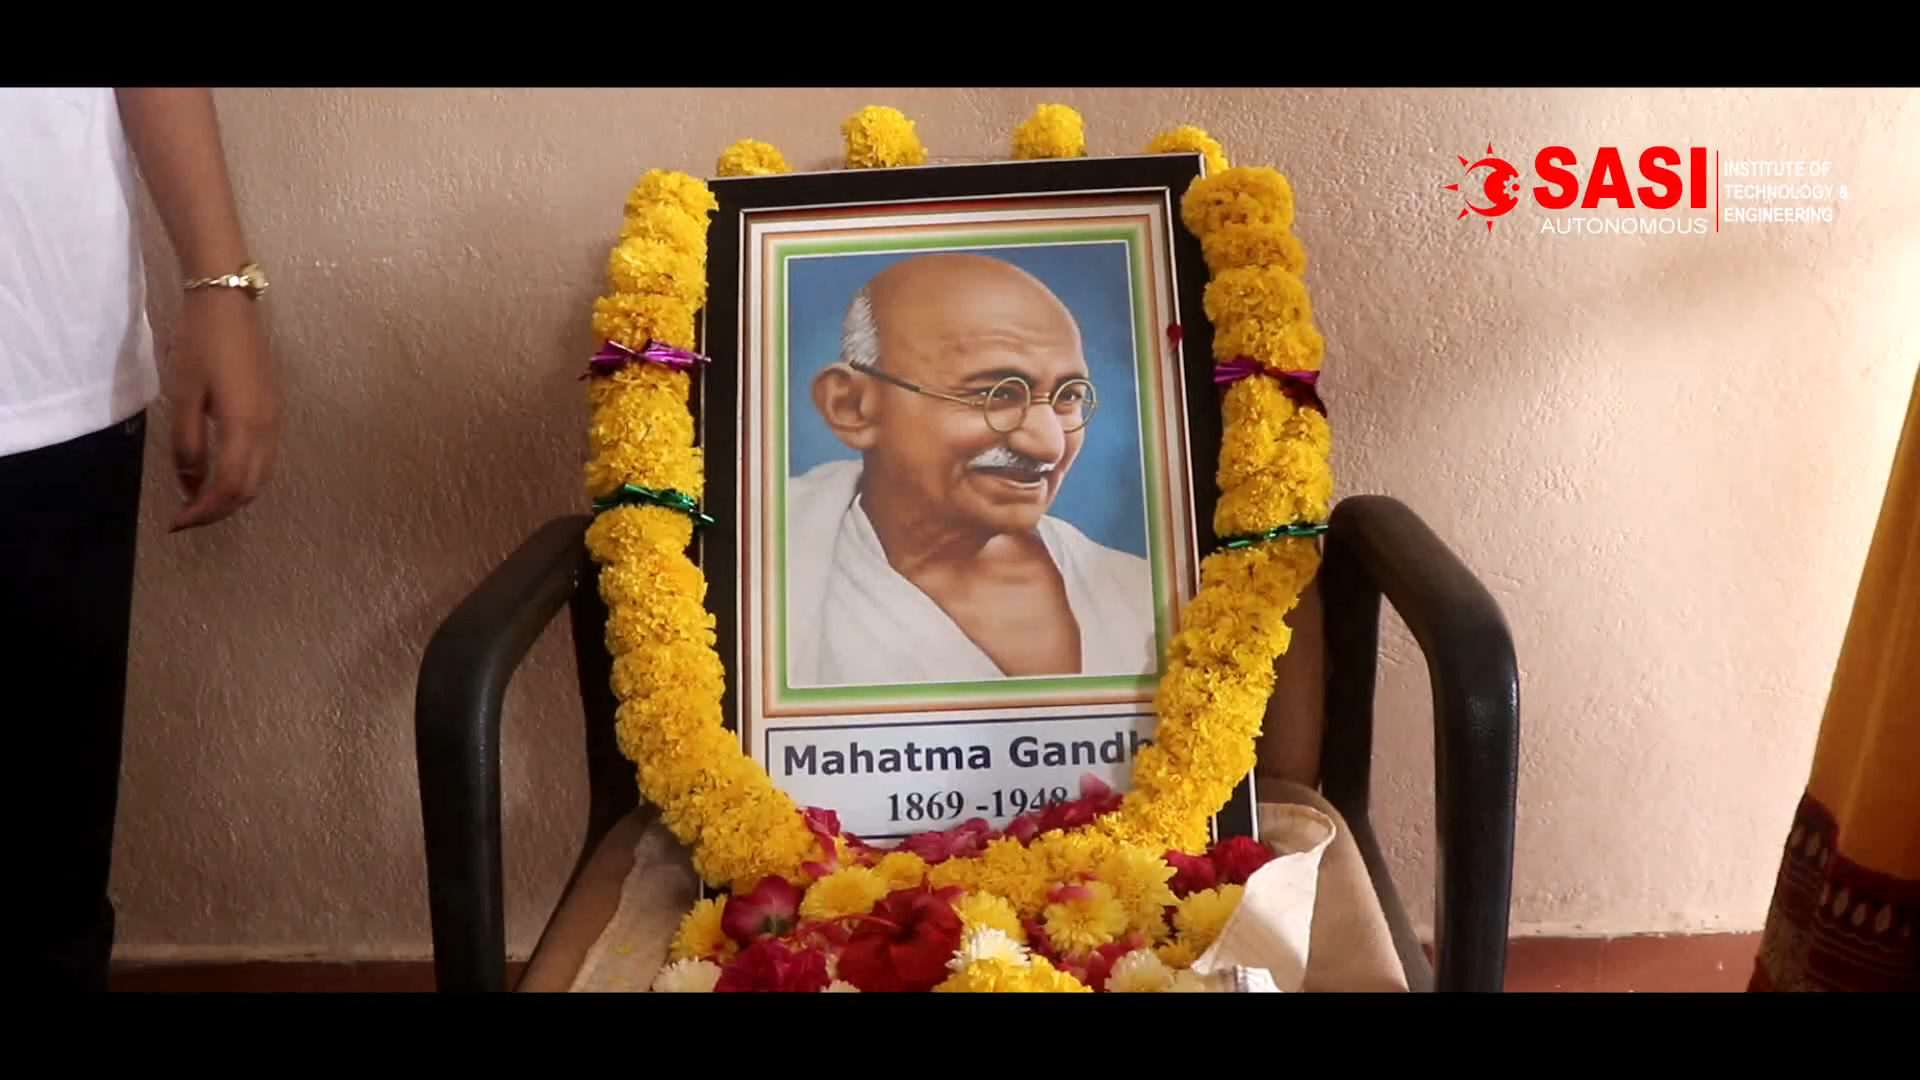 SASI
AUTONOMOUS
INSTITUTE OF
TECHNOLOGY &
ENGINEERING
Mahatma Gandh
1869 -1948